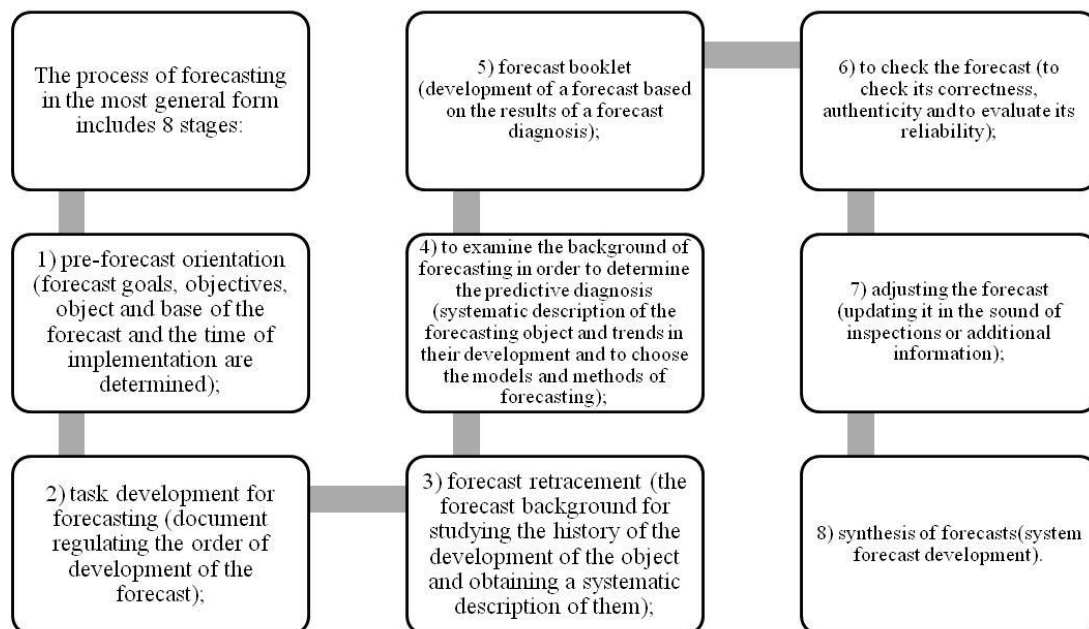 The process of forecasting
in the most general form
includes 8 stages:
1) pre-forecast orientation
(forecast goals, objectives,
object and base of the
forecast and the time of
implementation are
determined);
2) task development for
forecasting (document
regulating the order of
development of the
forecast);
3) forecast retracement (the
forecast background for
studying the history of the
development of the object
and obtaining a systematic
description of them);
4) to examine the background of
forecasting in order to determine
the predictive diagnosis
(systematic description of the
forecasting object and trends in
their development and to choose
the models and methods of
forecasting);
5) forecast booklet
(development of a forecast based
on the results of a forecast
diagnosis);
6) to check the forecast (to
check its correctness,
authenticity and to evaluate its
reliability);
7) adjusting the forecast
(updating it in the sound of
inspections or additional
information);
8) synthesis of forecasts(system
forecast development).